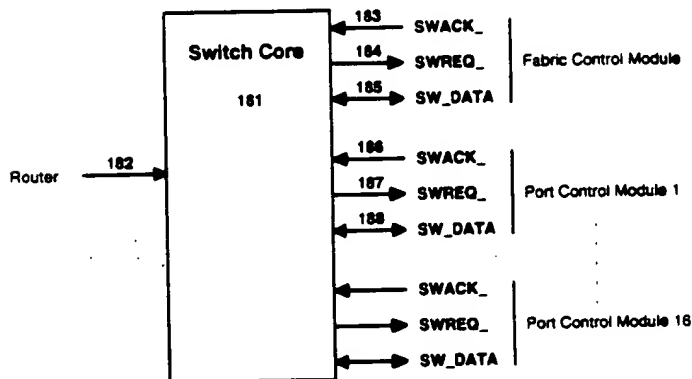 183 SWACK_
Switch Core 184 SWREQ_ Fabric Control Module
181 185 SW_DATA
186 SWACK_
Router 182 187 SWREQ_ Port Control Module 1
188 SW_DATA
SWACK_
SWREQ_ Port Control Module 16
SW_DATA